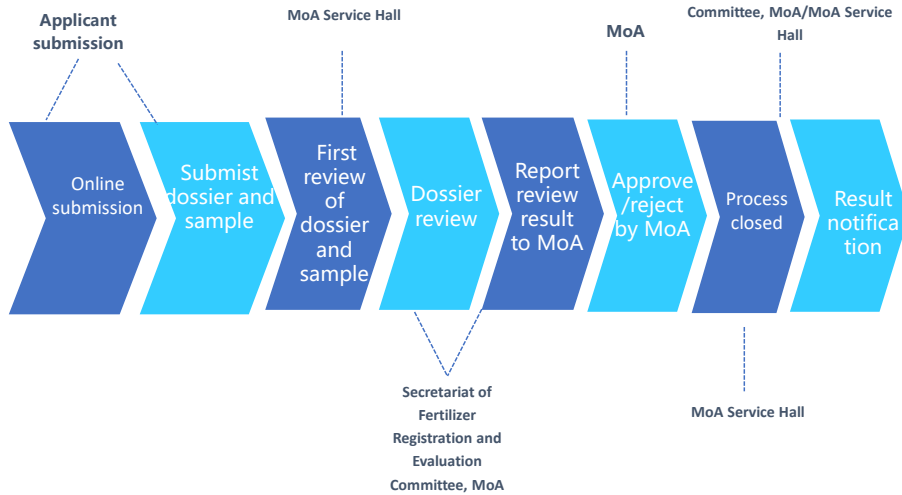 Applicant
submission
MoA Service Hall
MoA
Committee, MoA/MoA Service
Hall
Online
submission
Submist
dossier and
sample
First
review of
dossier
and
sample
Dossier
review
Report
review
result
to MoA
Approve
/reject
by MoA
Process
closed
Result
notifica
tion
Secretariat of
Fertilizer
Registration and
Evaluation
Committee, MoA
MoA Service Hall